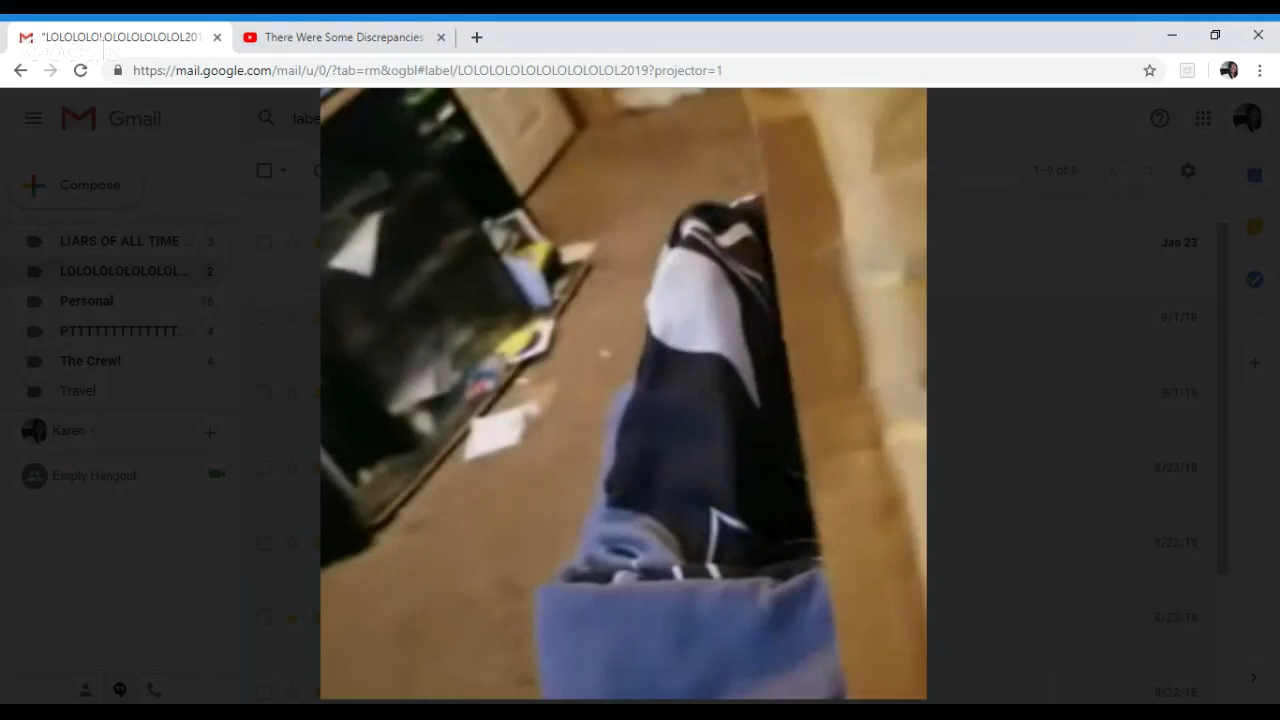 "LOLOLOLOLOLOLOLOLOL201
There Were Some Discrepancies
https://mail.google.com/mail/u/0/?tab=rm&ogbl#label/LOLOLOLOLOLOLOLOLOL2019?projector=1
Gmail
labe
Compose
1–9 of 9
LIARS OF ALL TIME ... 3
Jan 23
LOLOLOLOLOLOL... 2
Personal 16
9/1/18
PTTTTTTTTTTTTT... 4
The Crew! 4
Travel
9/1/18
Karen
8/23/18
Empty Hangout
8/23/18
8/23/18
8/22/18